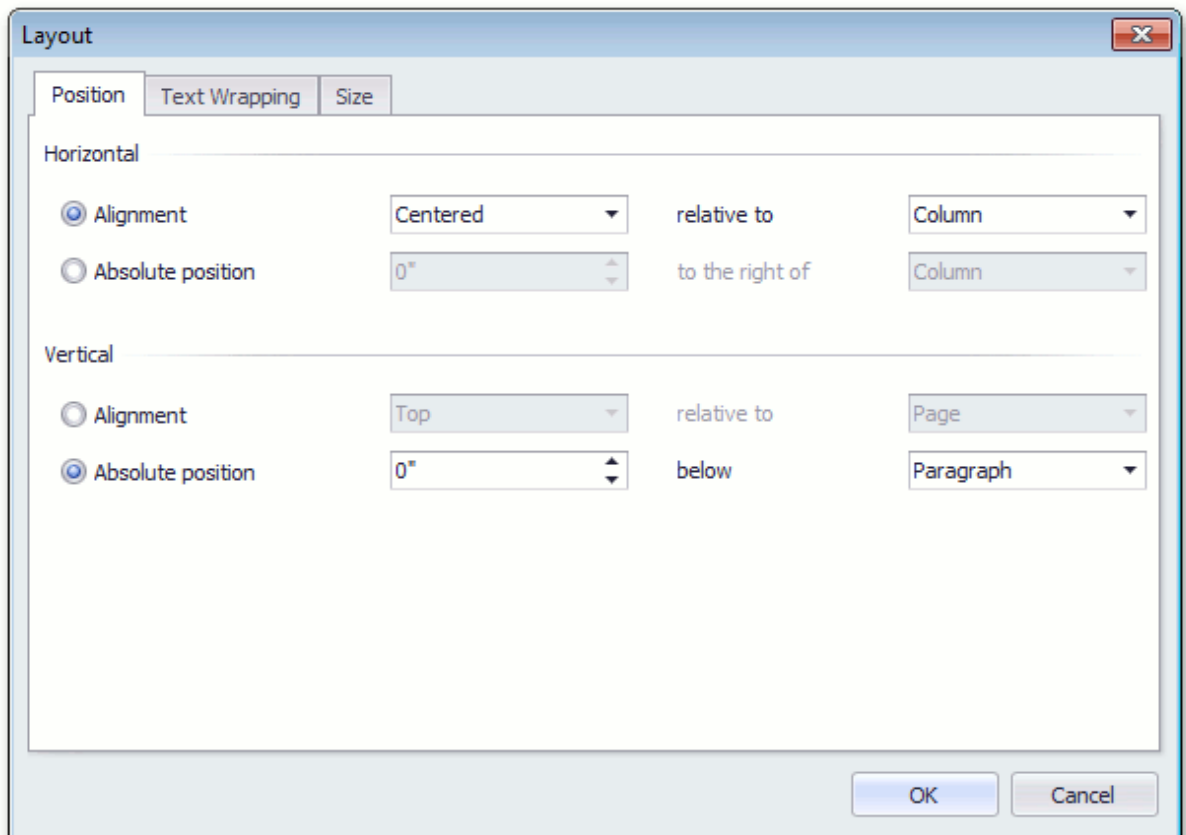 Layout
Position Text Wrapping Size
Horizontal
Alignment Centered relative to Column
Absolute position 0" to the right of Column
Vertical
Alignment Top relative to Page
Absolute position 0" below Paragraph
OK Cancel